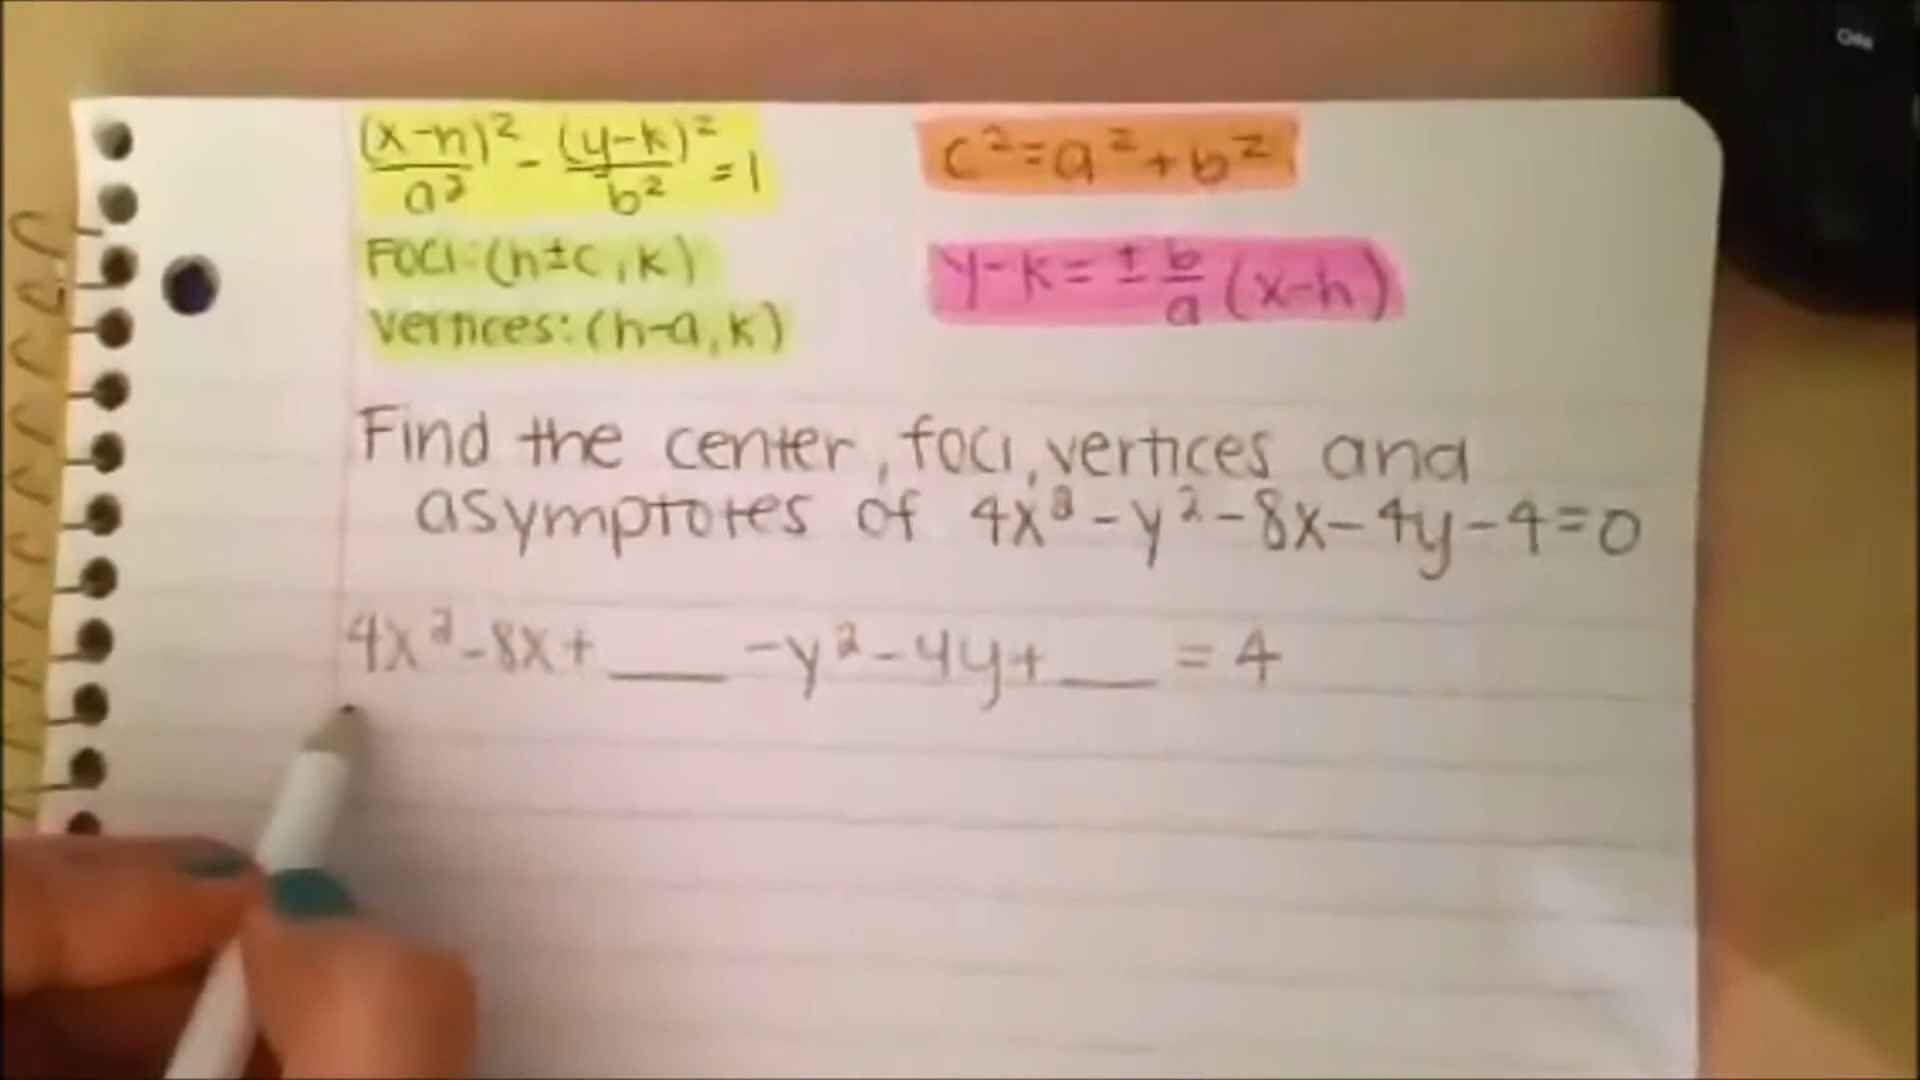 (x-h)²/a² - (y-k)²/b² = 1
c²=a²+b²
Foci: (h±c, k)
y-k=± b/a (x-h)
Vertices: (h-a, k)
Find the center, foci, vertices and
asymptotes of 4x²-y²-8x-4y-4=0
4x²-8x+___ -y²-4y+___ = 4
ON